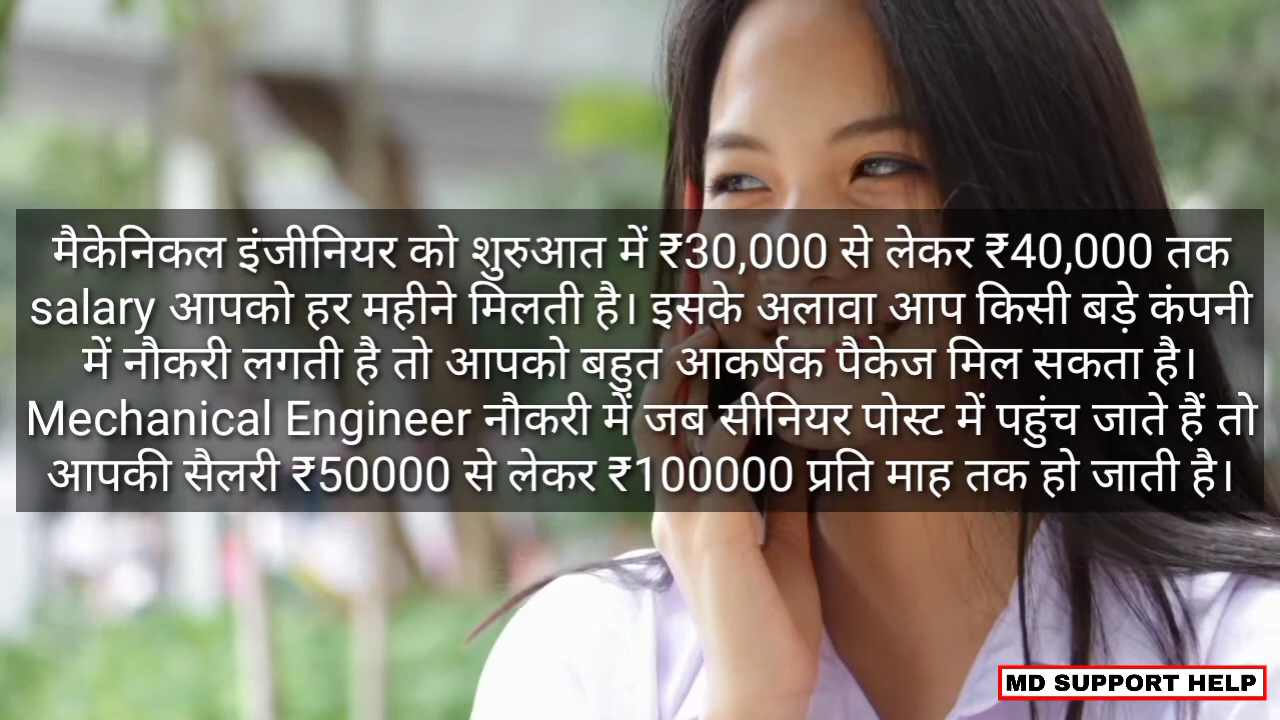 मैकेनिकल इंजीनियर को शुरुआत में ₹30,000 से लेकर ₹40,000 तक
salary आपको हर महीने मिलती है। इसके अलावा आप किसी बड़े कंपनी
में नौकरी लगती है तो आपको बहुत आकर्षक पैकेज मिल सकता है।
Mechanical Engineer नौकरी में जब सीनियर पोस्ट में पहुंच जाते हैं तो
आपकी सैलरी ₹50000 से लेकर ₹100000 प्रति माह तक हो जाती है।
MD SUPPORT HELP